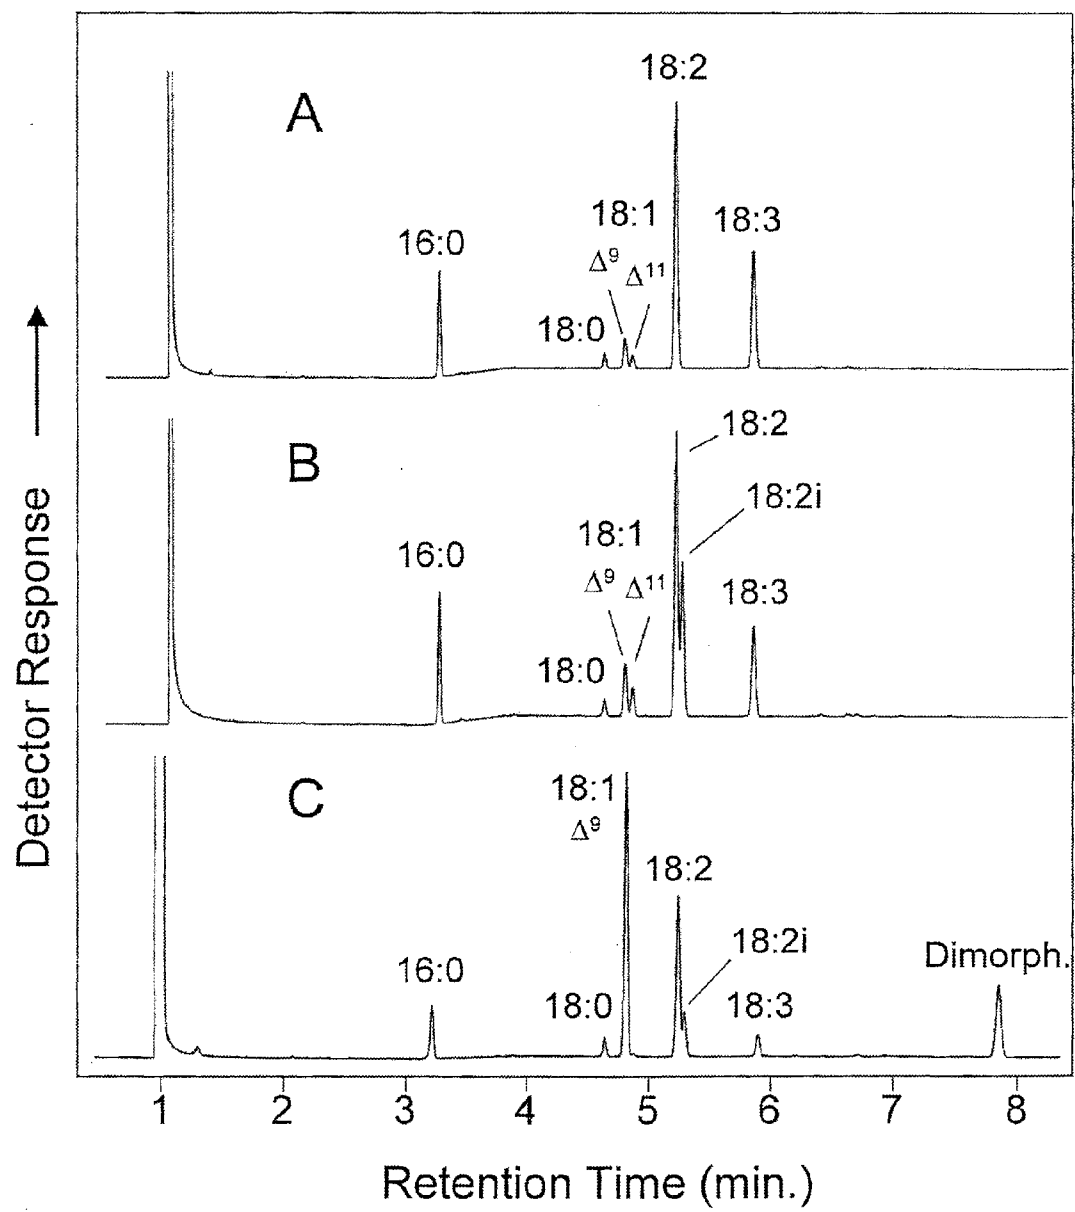 A
18:2
18:1
18:3
16:0
Δ⁹ Δ¹¹
18:0
B
18:2
18:2i
18:1
16:0
Δ⁹ Δ¹¹
18:3
18:0
C
18:1
Δ⁹
18:2
18:2i
Dimorph.
16:0
18:0
18:3
Detector Response
1 2 3 4 5 6 7 8
Retention Time (min.)